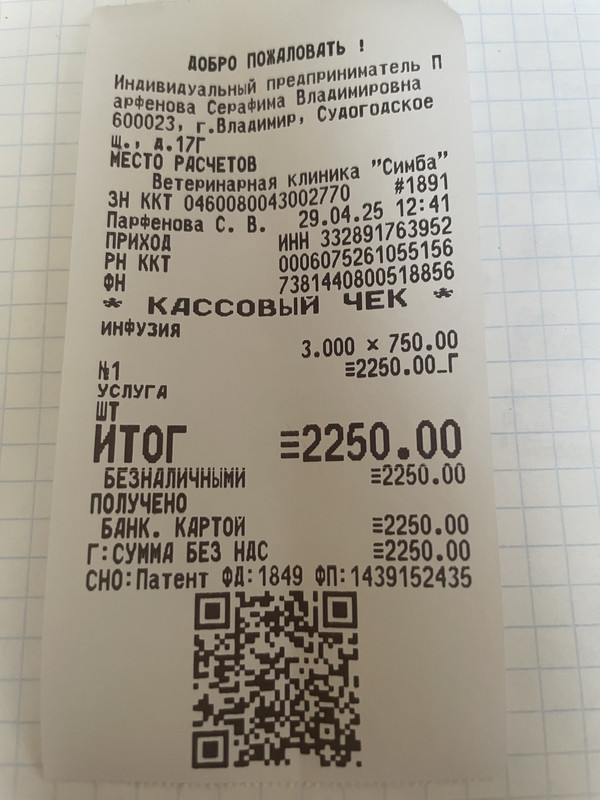 ДОБРО ПОЖАЛОВАТЬ !
Индивидуальный предприниматель П
арфенова Серафима Владимировна
600023, г.Владимир, Судогодское
щ., д.17Г
МЕСТО РАСЧЕТОВ
Ветеринарная клиника "Симба"
ЗН ККТ 0460080043002770 #1891
Парфенова С. В. 29.04.25 12:41
ПРИХОД ИНН 332891763952
РН ККТ 0006075261055156
ФН 7381440800518856
* КАССОВЫЙ ЧЕК *
ИНФУЗИЯ
3.000 × 750.00
№1 ≡2250.00_Г
УСЛУГА
ШТ
ИТОГ ≡2250.00
БЕЗНАЛИЧНЫМИ ≡2250.00
ПОЛУЧЕНО
БАНК. КАРТОЙ ≡2250.00
Г:СУММА БЕЗ НДС ≡2250.00
СНО:Патент ФД:1849 ФП:1439152435